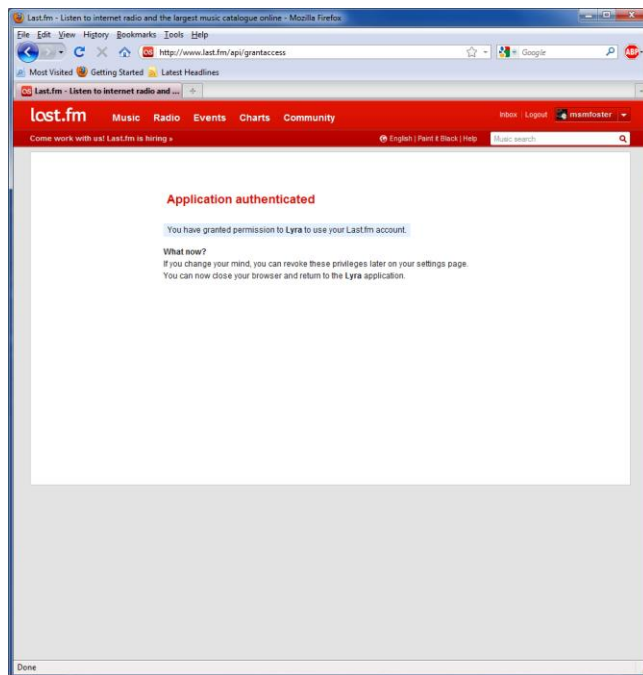 Last.fm - Listen to internet radio and the largest music catalogue online - Mozilla Firefox
File Edit View History Bookmarks Tools Help
http://www.last.fm/api/grantaccess
Google
ABP
Most Visited Getting Started Latest Headlines
Last.fm - Listen to internet radio and ...
last.fm Music Radio Events Charts Community Inbox | Logout msmfoster
Come work with us! Last.fm is hiring » English | Paint It Black | Help Music search
Application authenticated
You have granted permission to Lyra to use your Last.fm account.
What now?
If you change your mind, you can revoke these privileges later on your settings page.
You can now close your browser and return to the Lyra application.
Done